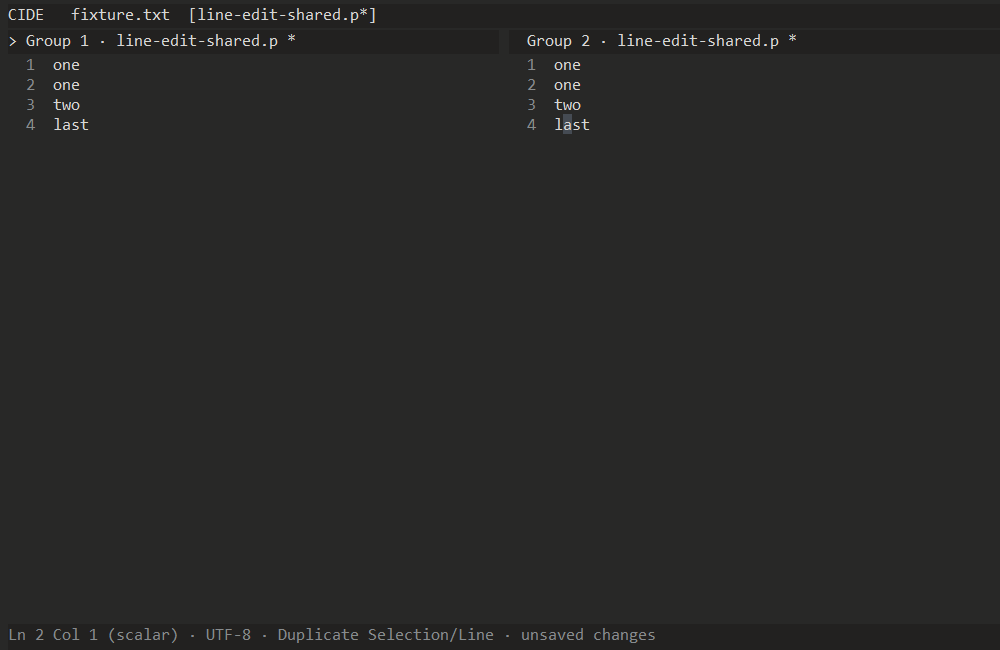 CIDE   fixture.txt  [line-edit-shared.p*]
> Group 1 · line-edit-shared.p *
1  one
2  one
3  two
4  last
Group 2 · line-edit-shared.p *
1  one
2  one
3  two
4  last
Ln 2 Col 1 (scalar) · UTF-8 · Duplicate Selection/Line · unsaved changes